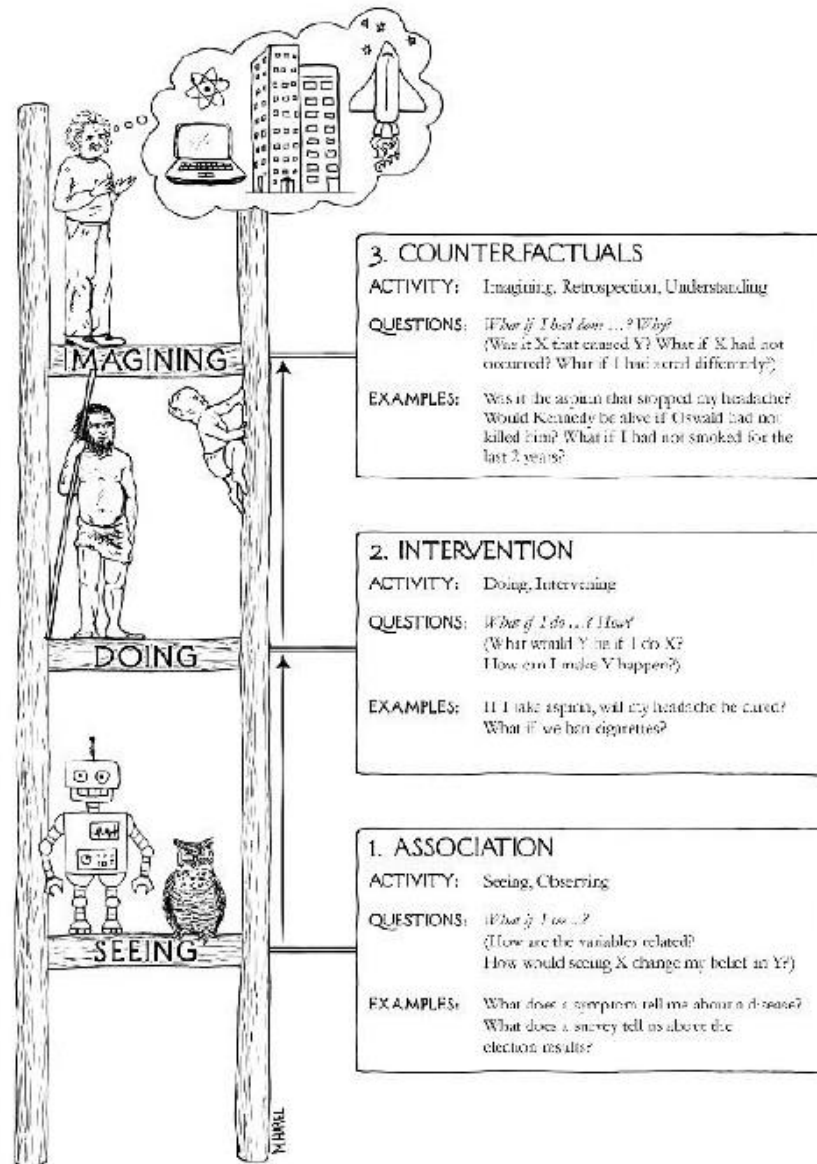 IMAGINING
DOING
SEEING
3. COUNTERFACTUALS
ACTIVITY: Imagining, Retrospection, Understanding
QUESTIONS: What if I had done …? Why?
(Was it X that caused Y? What if X had not
occurred? What if I had acted differently?)
EXAMPLES: Was it the aspirin that stopped my headache?
Would Kennedy be alive if Oswald had not
killed him? What if I had not smoked for the
last 2 years?
2. INTERVENTION
ACTIVITY: Doing, Intervening
QUESTIONS: What if I do …? How?
(What would Y be if I do X?
How can I make Y happen?)
EXAMPLES: If I take aspirin, will my headache be cured?
What if we ban cigarettes?
1. ASSOCIATION
ACTIVITY: Seeing, Observing
QUESTIONS: What if I see …?
(How are the variables related?
How would seeing X change my belief in Y?)
EXAMPLES: What does a symptom tell me about a disease?
What does a survey tell us about the
election results?
M.HAREL